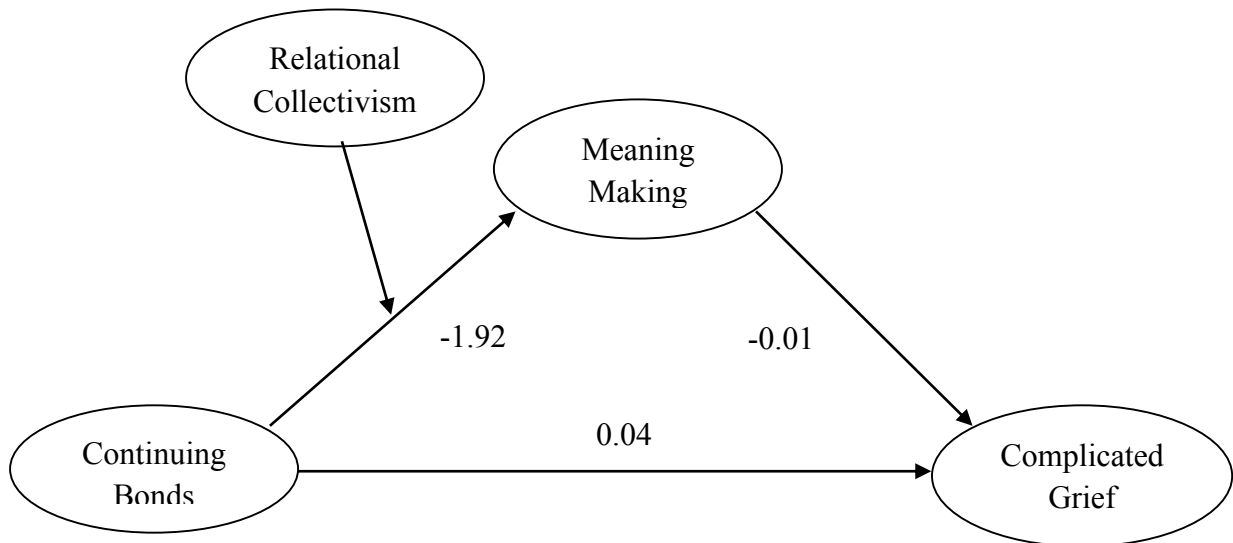 Relational
Collectivism
Meaning
Making
-1.92
-0.01
0.04
Continuing
Bonds
Complicated
Grief